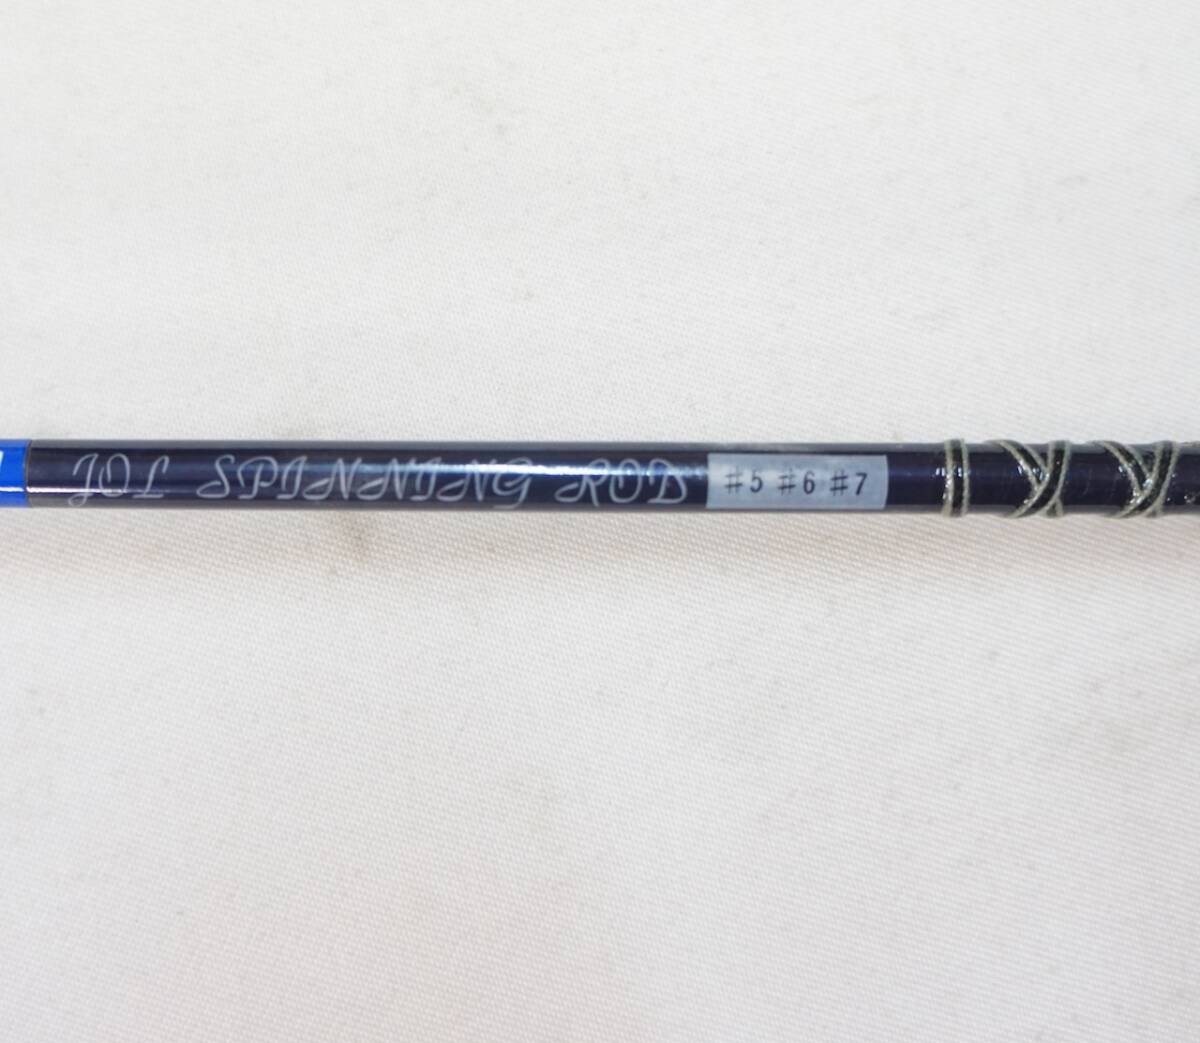 JOL SPINNING ROD #5 #6 #7